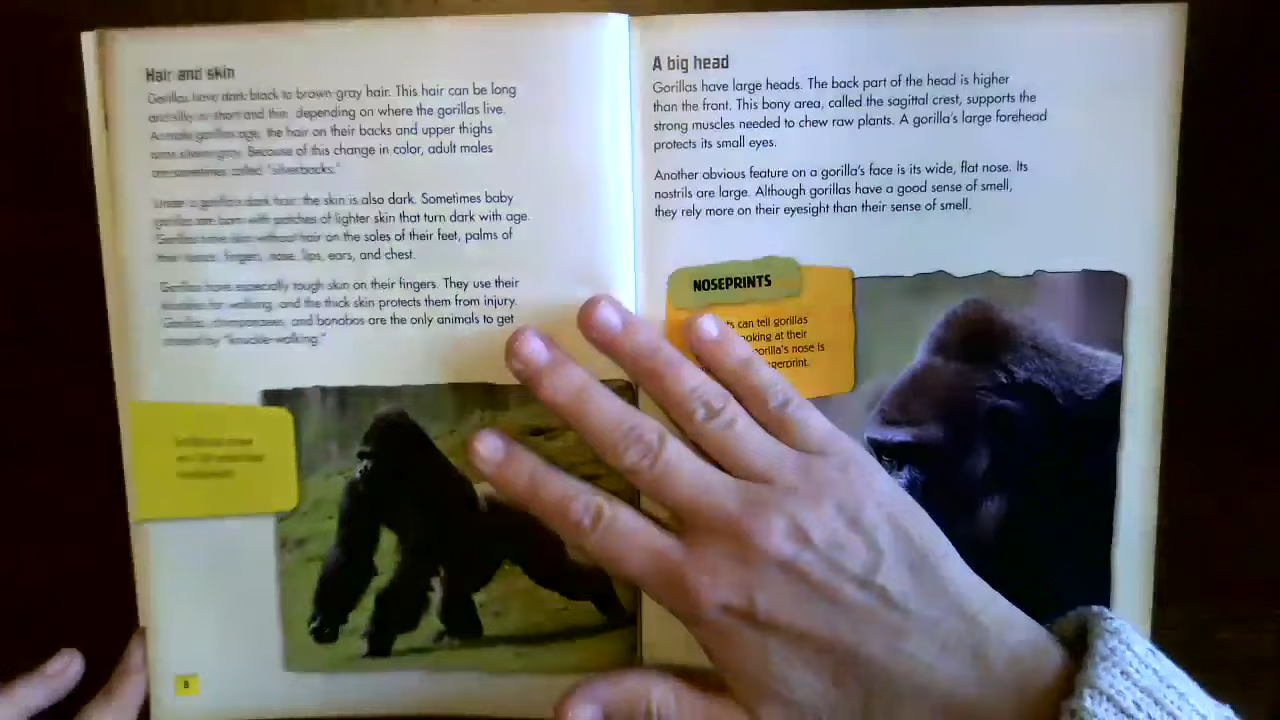 Hair and skin
Gorillas have dark black to brown-gray hair. This hair can be long
and silky or short and thin, depending on where the gorillas live.
As male gorillas age, the hair on their backs and upper thighs
turns silvery-gray. Because of this change in color, adult males
are sometimes called "silverbacks."
Under a gorilla's dark hair, the skin is also dark. Sometimes baby
gorillas are born with patches of lighter skin that turn dark with age.
Gorillas have skin without hair on the soles of their feet, palms of
their hands, fingers, nose, lips, ears, and chest.
Gorillas have especially tough skin on their fingers. They use their
knuckles for walking, and the thick skin protects them from injury.
Gorillas, chimpanzees, and bonobos are the only animals to get
around by "knuckle-walking."
8
A big head
Gorillas have large heads. The back part of the head is higher
than the front. This bony area, called the sagittal crest, supports the
strong muscles needed to chew raw plants. A gorilla's large forehead
protects its small eyes.
Another obvious feature on a gorilla's face is its wide, flat nose. Its
nostrils are large. Although gorillas have a good sense of smell,
they rely more on their eyesight than their sense of smell.
NOSEPRINTS
can tell gorillas
at their
nose is